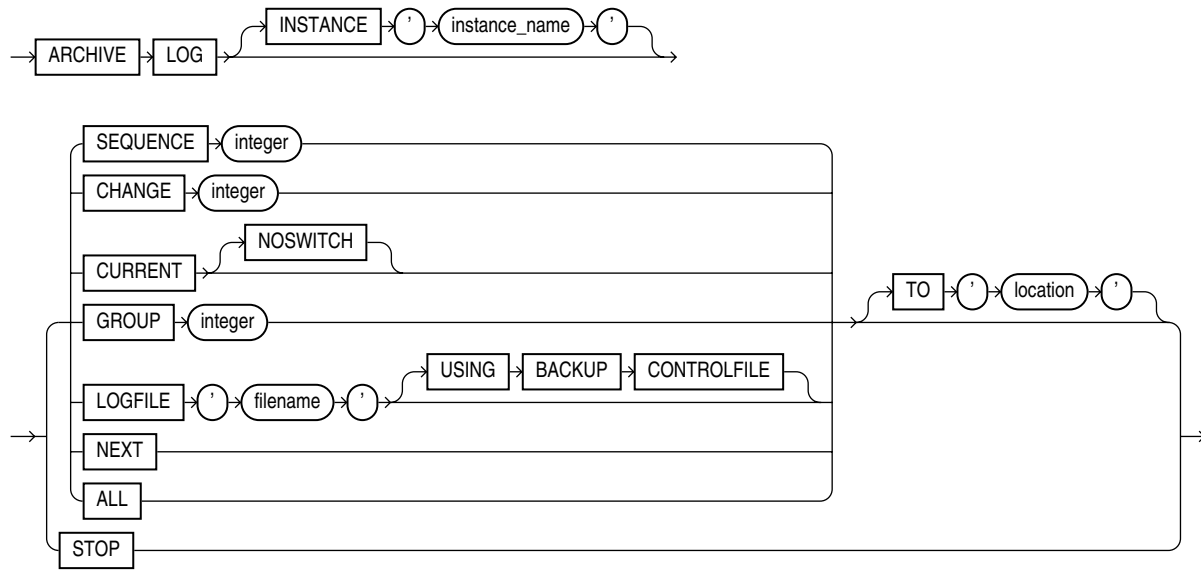 INSTANCE ’ instance_name ’
ARCHIVE LOG
SEQUENCE integer
CHANGE integer
NOSWITCH
CURRENT
TO ’ location ’
GROUP integer
USING BACKUP CONTROLFILE
LOGFILE ’ filename ’
NEXT
ALL
STOP